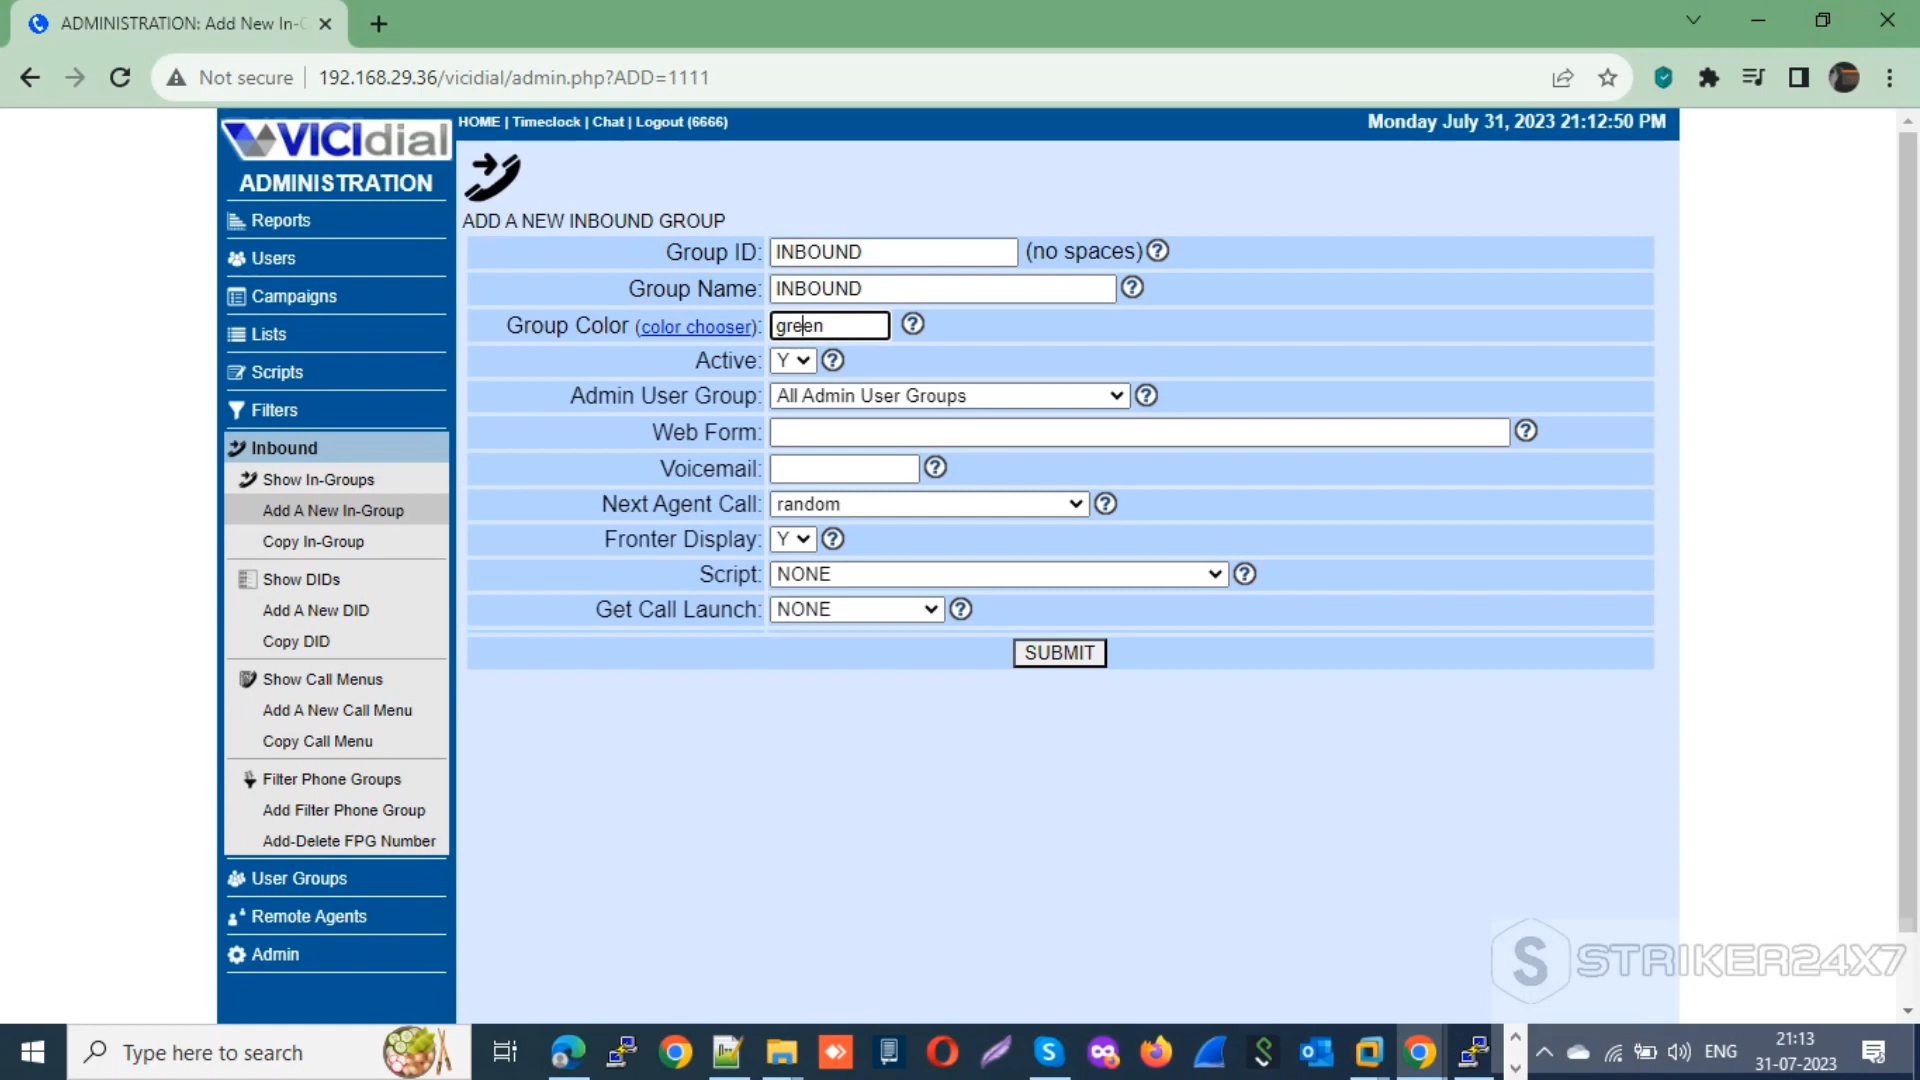 ADMINISTRATION: Add New In-G
Not secure
192.168.29.36/vicidial/admin.php?ADD=1111
VICIdial
ADMINISTRATION
HOME | Timeclock | Chat | Logout (6666)
Monday July 31, 2023 21:12:50 PM
Reports
Users
Campaigns
Lists
Scripts
Filters
Inbound
Show In-Groups
Add A New In-Group
Copy In-Group
Show DIDs
Add A New DID
Copy DID
Show Call Menus
Add A New Call Menu
Copy Call Menu
Filter Phone Groups
Add Filter Phone Group
Add-Delete FPG Number
User Groups
Remote Agents
Admin
ADD A NEW INBOUND GROUP
Group ID: INBOUND (no spaces)
Group Name: INBOUND
Group Color (color chooser): green
Active: Y
Admin User Group: All Admin User Groups
Web Form:
Voicemail:
Next Agent Call: random
Fronter Display: Y
Script: NONE
Get Call Launch: NONE
SUBMIT
STRIKER24X7
Type here to search
ENG
21:13
31-07-2023